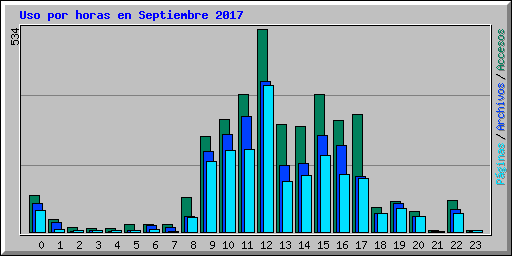 Uso por horas en Septiembre 2017
534
Páginas / Archivos / Accesos
0 1 2 3 4 5 6 7 8 9 10 11 12 13 14 15 16 17 18 19 20 21 22 23